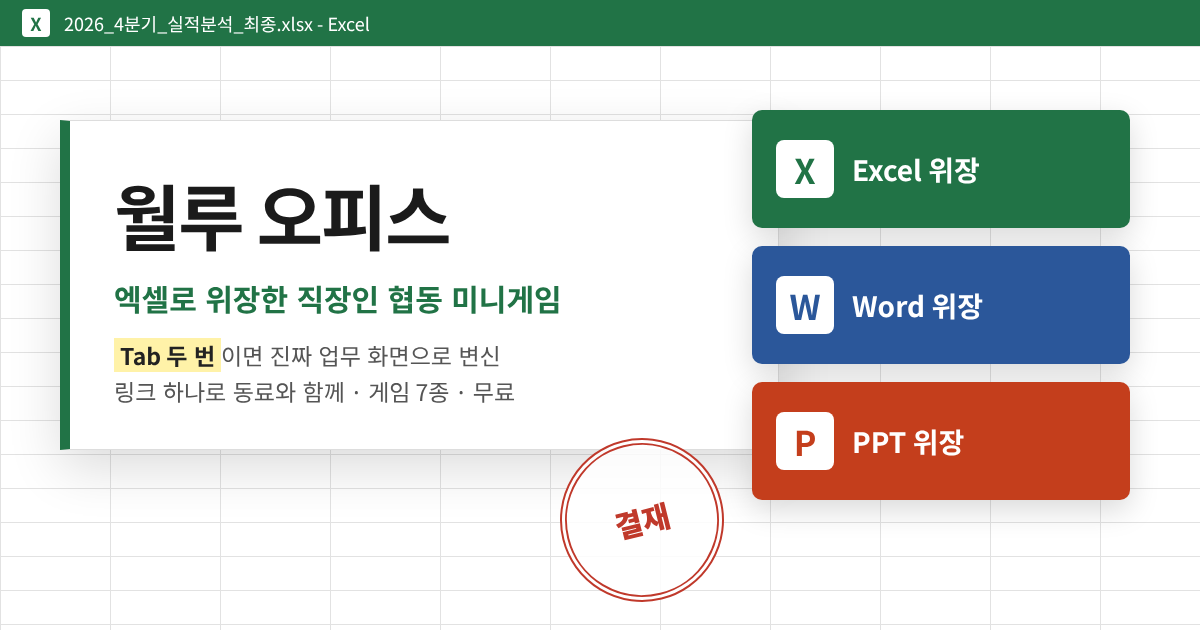 X 2026_4분기_실적분석_최종.xlsx - Excel
월루 오피스
엑셀로 위장한 직장인 협동 미니게임
Tab 두 번이면 진짜 업무 화면으로 변신
링크 하나로 동료와 함께 · 게임 7종 · 무료
X Excel 위장
W Word 위장
P PPT 위장
결재